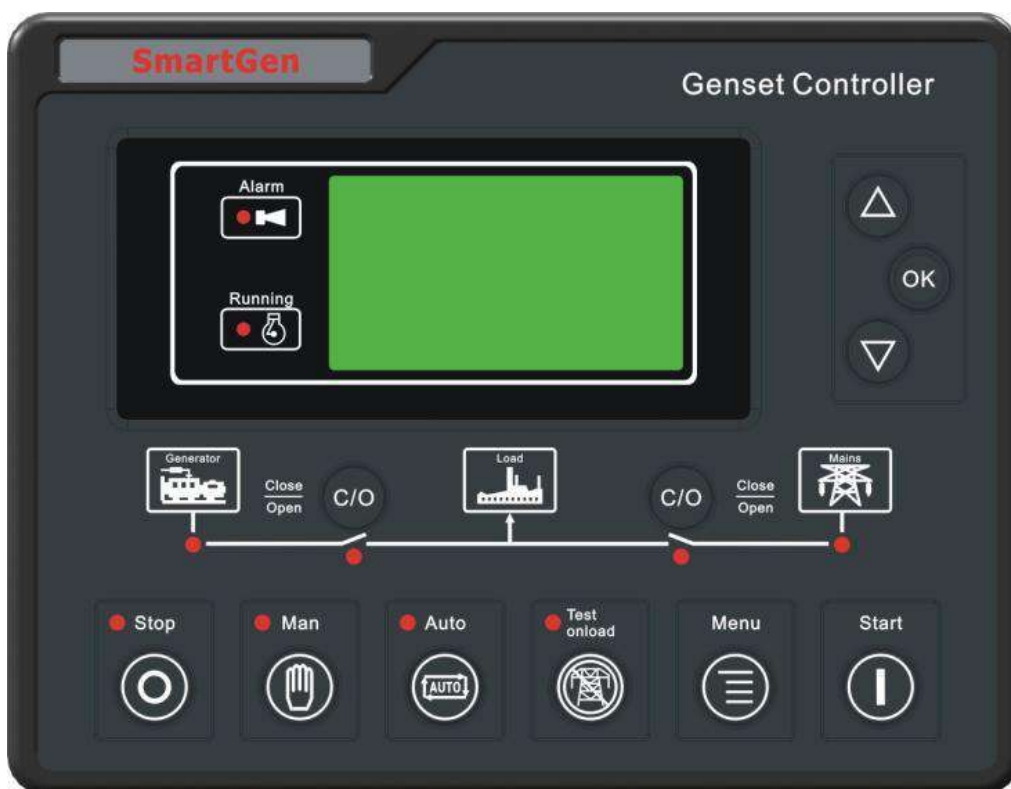 SmartGen
Genset Controller
Alarm
Running
OK
Generator
Close
Open
C/O
Load
C/O
Close
Open
Mains
Stop
Man
Auto
Test
onload
Menu
Start
AUTO